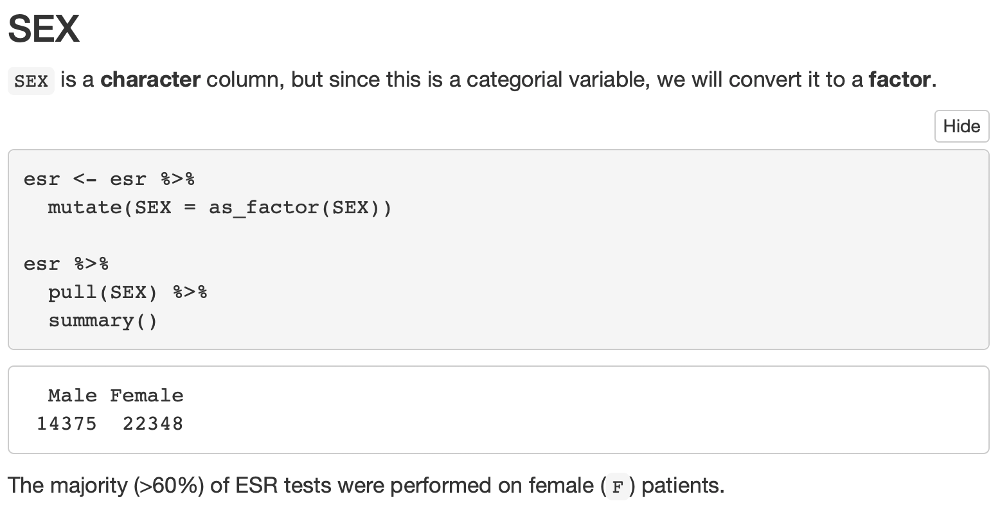 SEX
SEX is a character column, but since this is a categorial variable, we will convert it to a factor.
Hide
esr <- esr %>%
  mutate(SEX = as_factor(SEX))
esr %>%
  pull(SEX) %>%
  summary()
  Male Female
 14375  22348
The majority (>60%) of ESR tests were performed on female ( F ) patients.